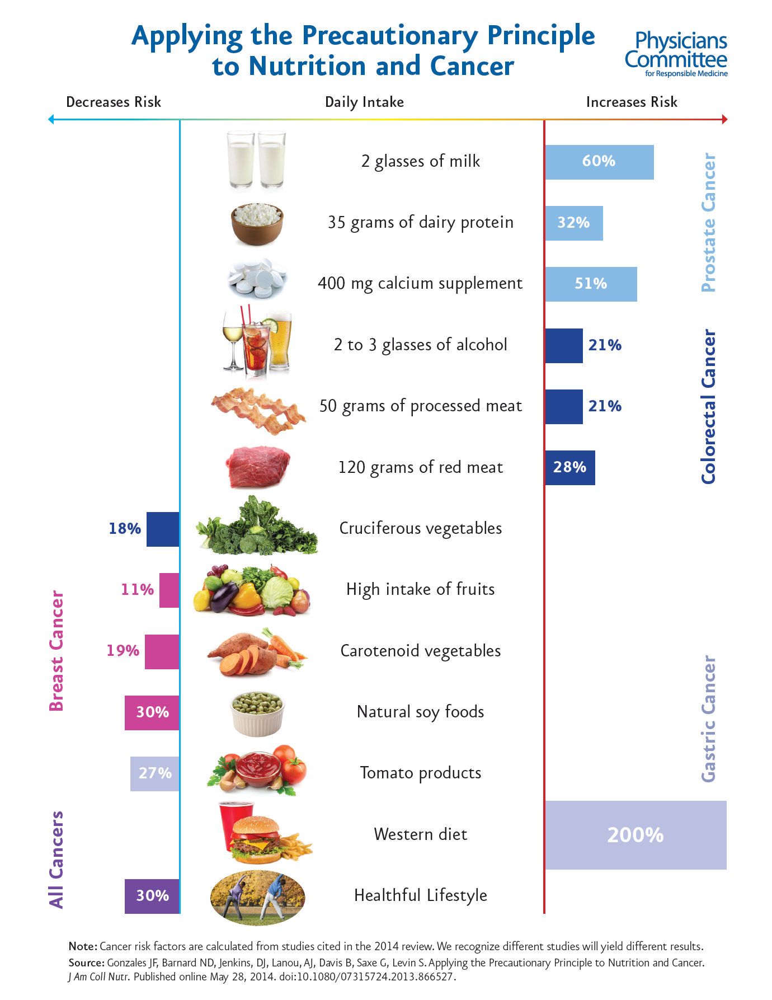 Applying the Precautionary Principle
to Nutrition and Cancer
Physicians
Committee
for Responsible Medicine
Decreases Risk
Daily Intake
Increases Risk
2 glasses of milk
60%
35 grams of dairy protein
32%
400 mg calcium supplement
51%
Prostate Cancer
2 to 3 glasses of alcohol
21%
50 grams of processed meat
21%
120 grams of red meat
28%
Colorectal Cancer
18%
Cruciferous vegetables
11%
High intake of fruits
19%
Carotenoid vegetables
30%
Natural soy foods
Breast Cancer
27%
Tomato products
Gastric Cancer
Western diet
200%
All Cancers
30%
Healthful Lifestyle
Note: Cancer risk factors are calculated from studies cited in the 2014 review. We recognize different studies will yield different results.
Source: Gonzales JF, Barnard ND, Jenkins, DJ, Lanou, AJ, Davis B, Saxe G, Levin S. Applying the Precautionary Principle to Nutrition and Cancer.
J Am Coll Nutr. Published online May 28, 2014. doi:10.1080/07315724.2013.866527.